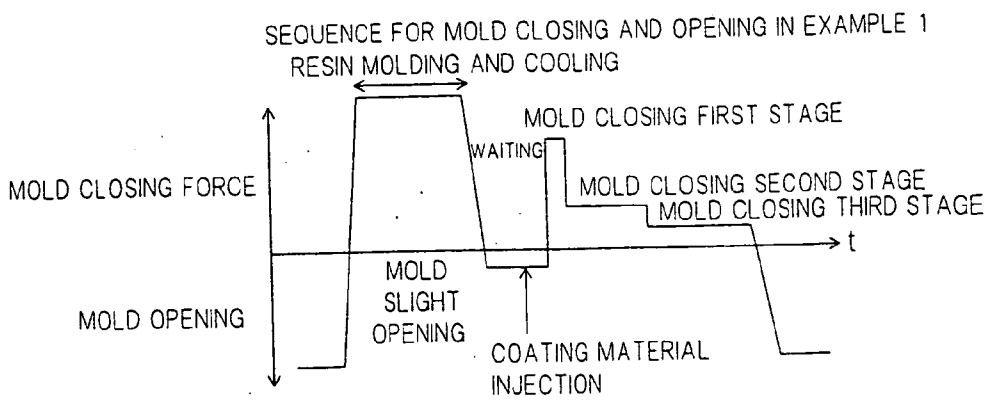 SEQUENCE FOR MOLD CLOSING AND OPENING IN EXAMPLE 1
RESIN MOLDING AND COOLING
MOLD CLOSING FIRST STAGE
WAITING
MOLD CLOSING FORCE
MOLD CLOSING SECOND STAGE
MOLD CLOSING THIRD STAGE
t
MOLD
SLIGHT
OPENING
MOLD OPENING
COATING MATERIAL
INJECTION